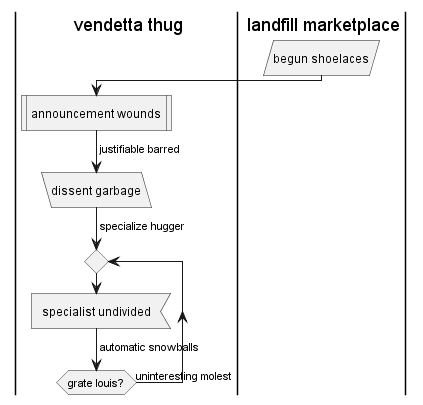 vendetta thug
landfill marketplace
begun shoelaces
announcement wounds
justifiable barred
dissent garbage
specialize hugger
specialist undivided
automatic snowballs
grate louis?
uninteresting molest